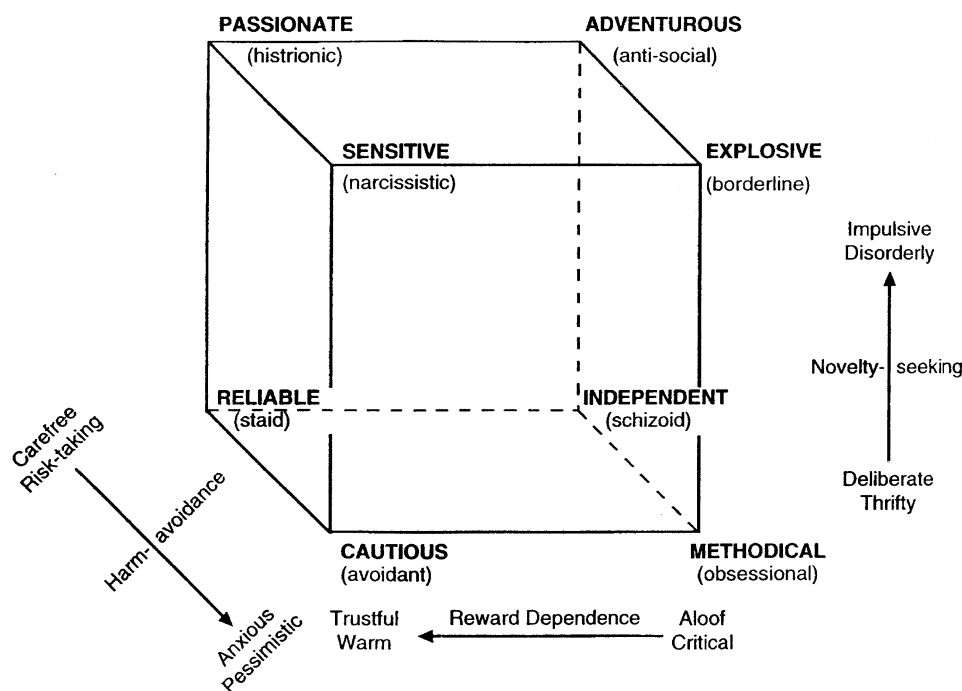 PASSIONATE
(histrionic)
ADVENTUROUS
(anti-social)
SENSITIVE
(narcissistic)
EXPLOSIVE
(borderline)
Impulsive
Disorderly
Novelty- seeking
Deliberate
Thrifty
RELIABLE
(staid)
INDEPENDENT
(schizoid)
Carefree
Risk-taking
Harm- avoidance
Anxious
Pessimistic
CAUTIOUS
(avoidant)
METHODICAL
(obsessional)
Trustful
Warm
Reward Dependence
Aloof
Critical